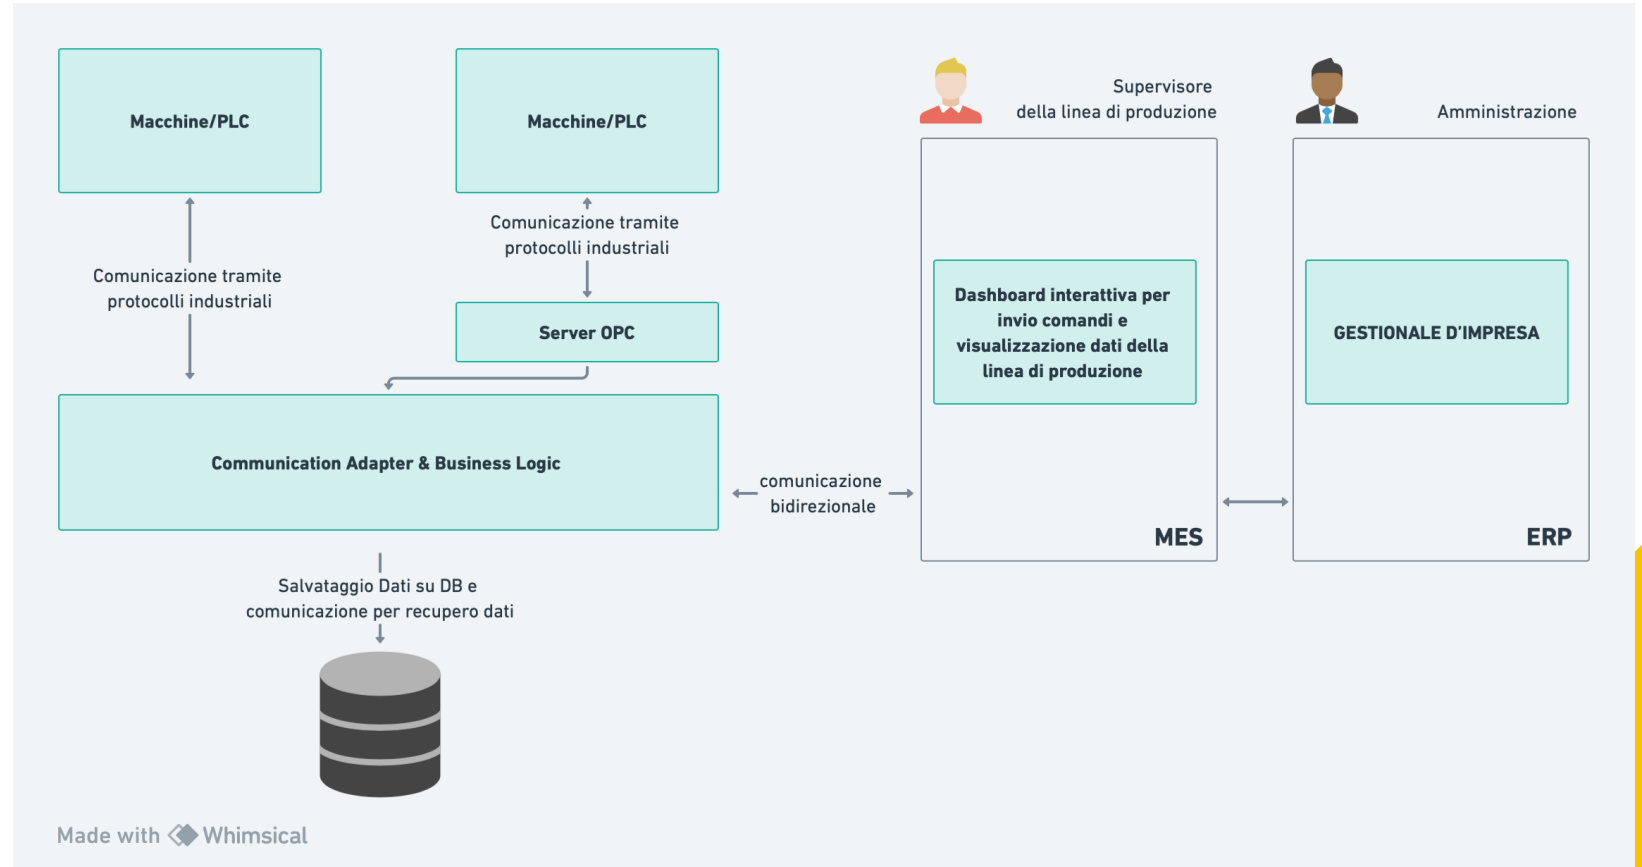 Macchine/PLC
Macchine/PLC
Supervisore
della linea di produzione
Amministrazione
Comunicazione tramite
protocolli industriali
Comunicazione tramite
protocolli industriali
Server OPC
Dashboard interattiva per
invio comandi e
visualizzazione dati della
linea di produzione
GESTIONALE D'IMPRESA
Communication Adapter & Business Logic
comunicazione
bidirezionale
MES
ERP
Salvataggio Dati su DB e
comunicazione per recupero dati
Made with Whimsical